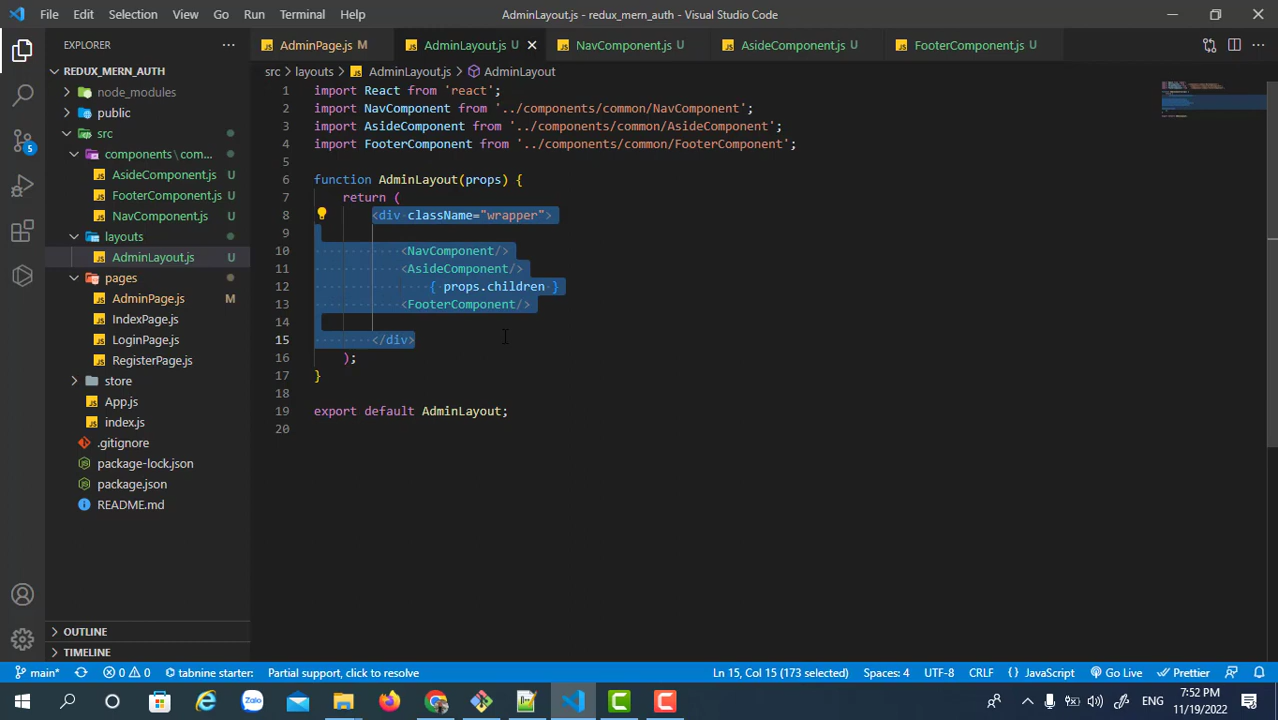 File Edit Selection View Go Run Terminal Help
AdminLayout.js - redux_mern_auth - Visual Studio Code
EXPLORER
REDUX_MERN_AUTH
node_modules
public
src
components \ com...
AsideComponent.js U
FooterComponent.js U
NavComponent.js U
layouts
AdminLayout.js U
pages
AdminPage.js M
IndexPage.js
LoginPage.js
RegisterPage.js
store
App.js
index.js
.gitignore
package-lock.json
package.json
README.md
OUTLINE
TIMELINE
AdminPage.js M AdminLayout.js U NavComponent.js U AsideComponent.js U FooterComponent.js U
src > layouts > AdminLayout.js > AdminLayout
1 import React from 'react';
2 import NavComponent from '../components/common/NavComponent';
3 import AsideComponent from '../components/common/AsideComponent';
4 import FooterComponent from '../components/common/FooterComponent';
5
6 function AdminLayout(props) {
7 return (
8 <div className="wrapper">
9
10 <NavComponent/>
11 <AsideComponent/>
12 { props.children }
13 <FooterComponent/>
14
15 </div>
16 );
17 }
18
19 export default AdminLayout;
20
5
main* 0 0 tabnine starter: Partial support, click to resolve Ln 15, Col 15 (173 selected) Spaces: 4 UTF-8 CRLF { } JavaScript Go Live Prettier
Zalo
ENG
7:52 PM
11/19/2022